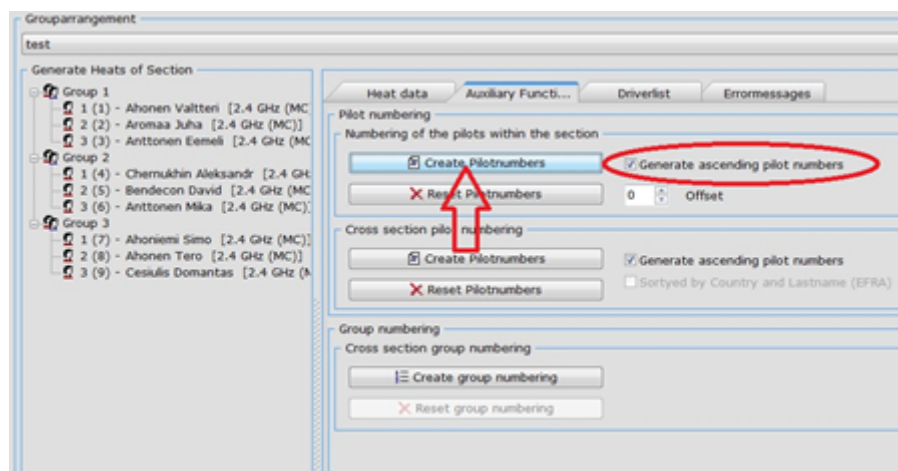 Grouparrangement
test
Generate Heats of Section
Group 1
1 (1) - Ahonen Valtteri [2.4 GHz (MC
2 (2) - Aromaa Juha [2.4 GHz (MC)]
3 (3) - Anttonen Eemeli [2.4 GHz (MC
Group 2
1 (4) - Chernukhin Aleksandr [2.4 GH
2 (5) - Bendecon David [2.4 GHz (MC
3 (6) - Anttonen Mika [2.4 GHz (MC)]
Group 3
1 (7) - Ahoniemi Simo [2.4 GHz (MC)]
2 (8) - Ahonen Tero [2.4 GHz (MC)]
3 (9) - Cesiulis Domantas [2.4 GHz (M
Heat data
Auxiliary Functi...
Driverlist
Errormessages
Pilot numbering
Numbering of the pilots within the section
Create Pilotnumbers
Generate ascending pilot numbers
Reset Pilotnumbers
0
Offset
Cross section pilot numbering
Create Pilotnumbers
Generate ascending pilot numbers
Reset Pilotnumbers
Sortyed by Country and Lastname (EFRA)
Group numbering
Cross section group numbering
Create group numbering
Reset group numbering